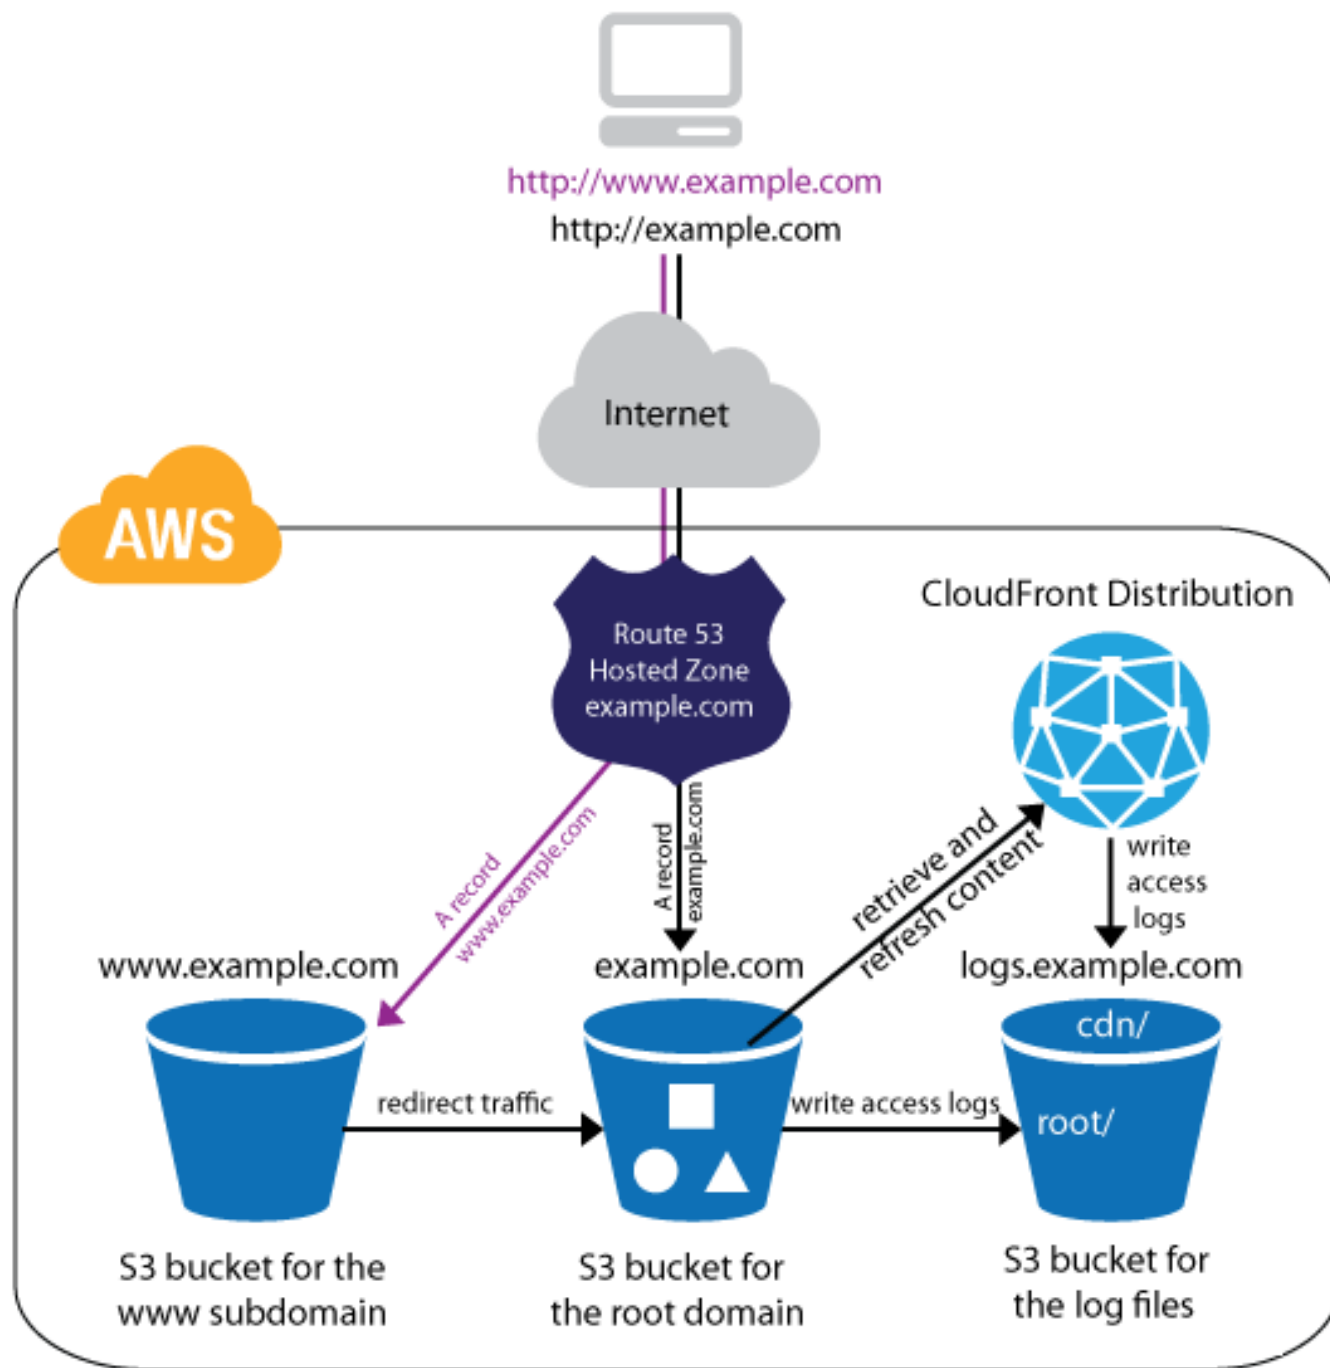 http://www.example.com
http://example.com
Internet
AWS
Route 53
Hosted Zone
example.com
CloudFront Distribution
A record
www.example.com
A record
example.com
retrieve and
refresh content
write
access
logs
www.example.com
example.com
logs.example.com
cdn/
redirect traffic
write access logs
root/
S3 bucket for the
www subdomain
S3 bucket for
the root domain
S3 bucket for
the log files